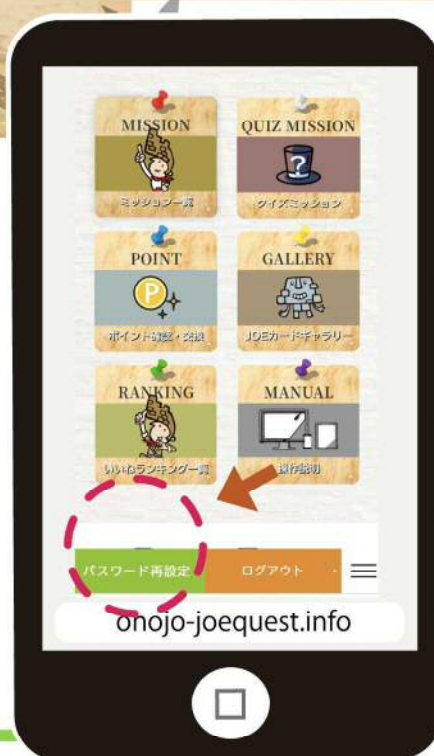 MISSION
ミッション一覧
QUIZ MISSION
?
クイズミッション
POINT
P
ポイント確認・交換
GALLERY
JOEカードギャラリー
RANKING
いいねランキング一覧
MANUAL
操作説明
パスワード再設定
ログアウト
onojo-joequest.info